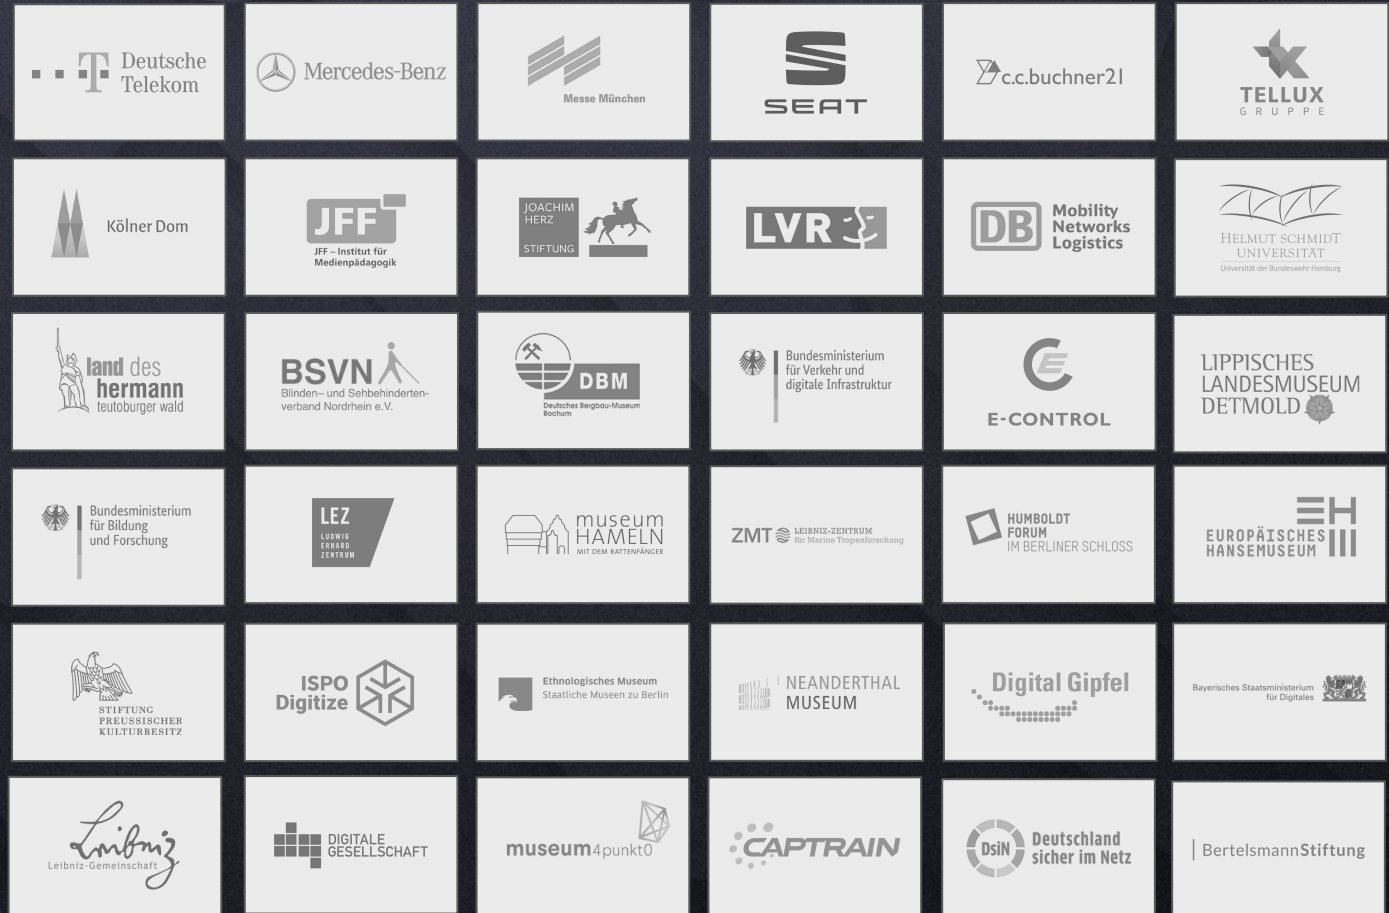 Deutsche
Telekom
Mercedes-Benz
Messe München
SEAT
c.c.buchner21
TELLUX
GRUPPE
Kölner Dom
JFF
JFF – Institut für
Medienpädagogik
JOACHIM
HERZ
STIFTUNG
LVR
DB
Mobility
Networks
Logistics
HELMUT SCHMIDT
UNIVERSITÄT
Universität der Bundeswehr Hamburg
land des
hermann
teutoburger wald
BSVN
Blinden– und Sehbehinderten-
verband Nordrhein e.V.
DBM
Deutsches Bergbau-Museum
Bochum
Bundesministerium
für Verkehr und
digitale Infrastruktur
CE
E-CONTROL
LIPPISCHES
LANDESMUSEUM
DETMOLD
Bundesministerium
für Bildung
und Forschung
LEZ
LUDWIG
ERHARD
ZENTRUM
museum
HAMELN
MIT DEM RATTENFÄNGER
ZMT
LEIBNIZ-ZENTRUM
für Marine Tropenforschung
HUMBOLDT
FORUM
IM BERLINER SCHLOSS
EH
EUROPÄISCHES
HANSEMUSEUM
STIFTUNG
PREUSSISCHER
KULTURBESITZ
ISPO
Digitize
Ethnologisches Museum
Staatliche Museen zu Berlin
NEANDERTHAL
MUSEUM
Digital Gipfel
Bayerisches Staatsministerium
für Digitales
Leibniz
Leibniz-Gemeinschaft
DIGITALE
GESELLSCHAFT
museum4punkt0
CAPTRAIN
DsiN
Deutschland
sicher im Netz
BertelsmannStiftung